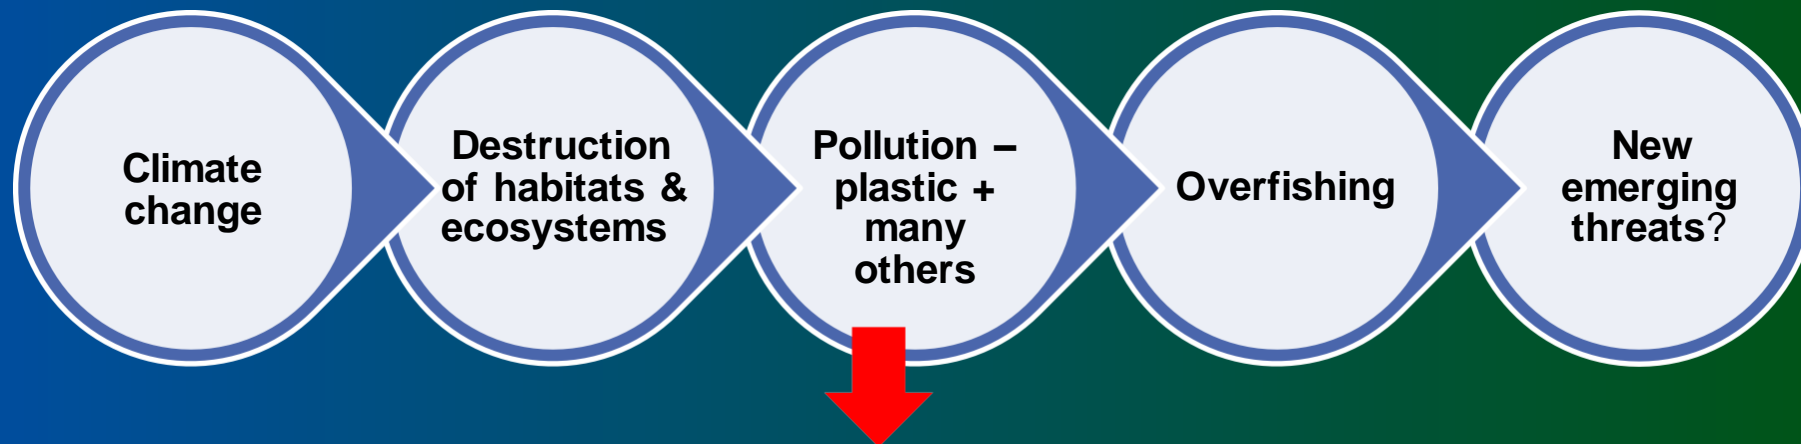 Climate
change
Destruction
of habitats &
ecosystems
Pollution –
plastic +
many
others
Overfishing
New
emerging
threats?